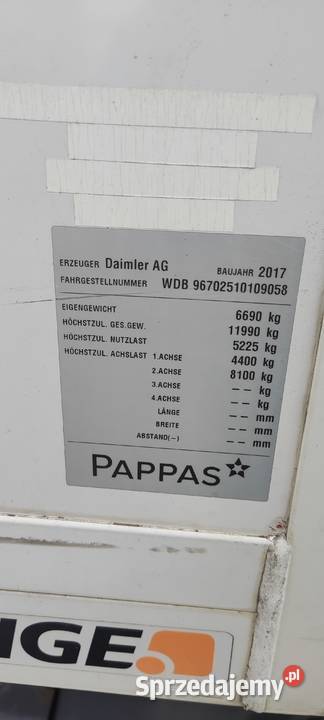 ERZEUGER Daimler AG BAUJAHR 2017
FAHRGESTELLNUMMER WDB 96702510109058
EIGENGEWICHT 6690 kg
HÖCHSTZUL. GES.GEW. 11990 kg
HÖCHSTZUL. NUTZLAST 5225 kg
HÖCHSTZUL. ACHSLAST 1.ACHSE 4400 kg
2.ACHSE 8100 kg
3.ACHSE – – kg
4.ACHSE – – kg
LÄNGE – – mm
BREITE – – mm
ABSTAND(–) – – mm
PAPPAS
IGE
Sprzedajemy.pl